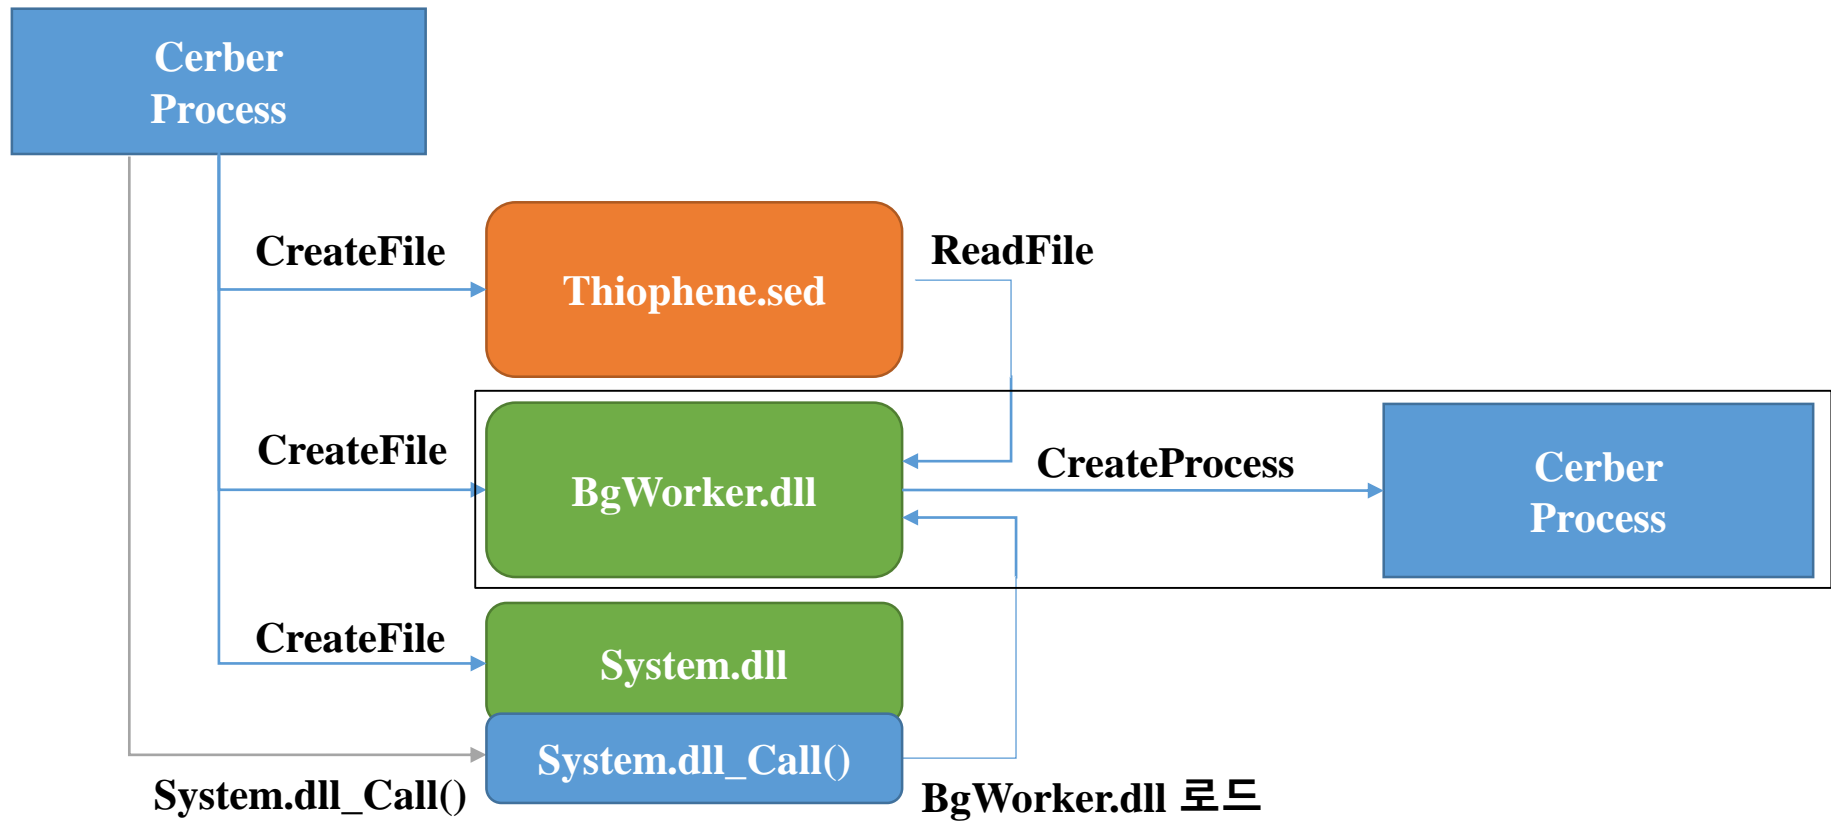 Cerber
Process
CreateFile
Thiophene.sed
ReadFile
CreateFile
BgWorker.dll
CreateProcess
Cerber
Process
CreateFile
System.dll
System.dll_Call()
System.dll_Call()
BgWorker.dll 로드